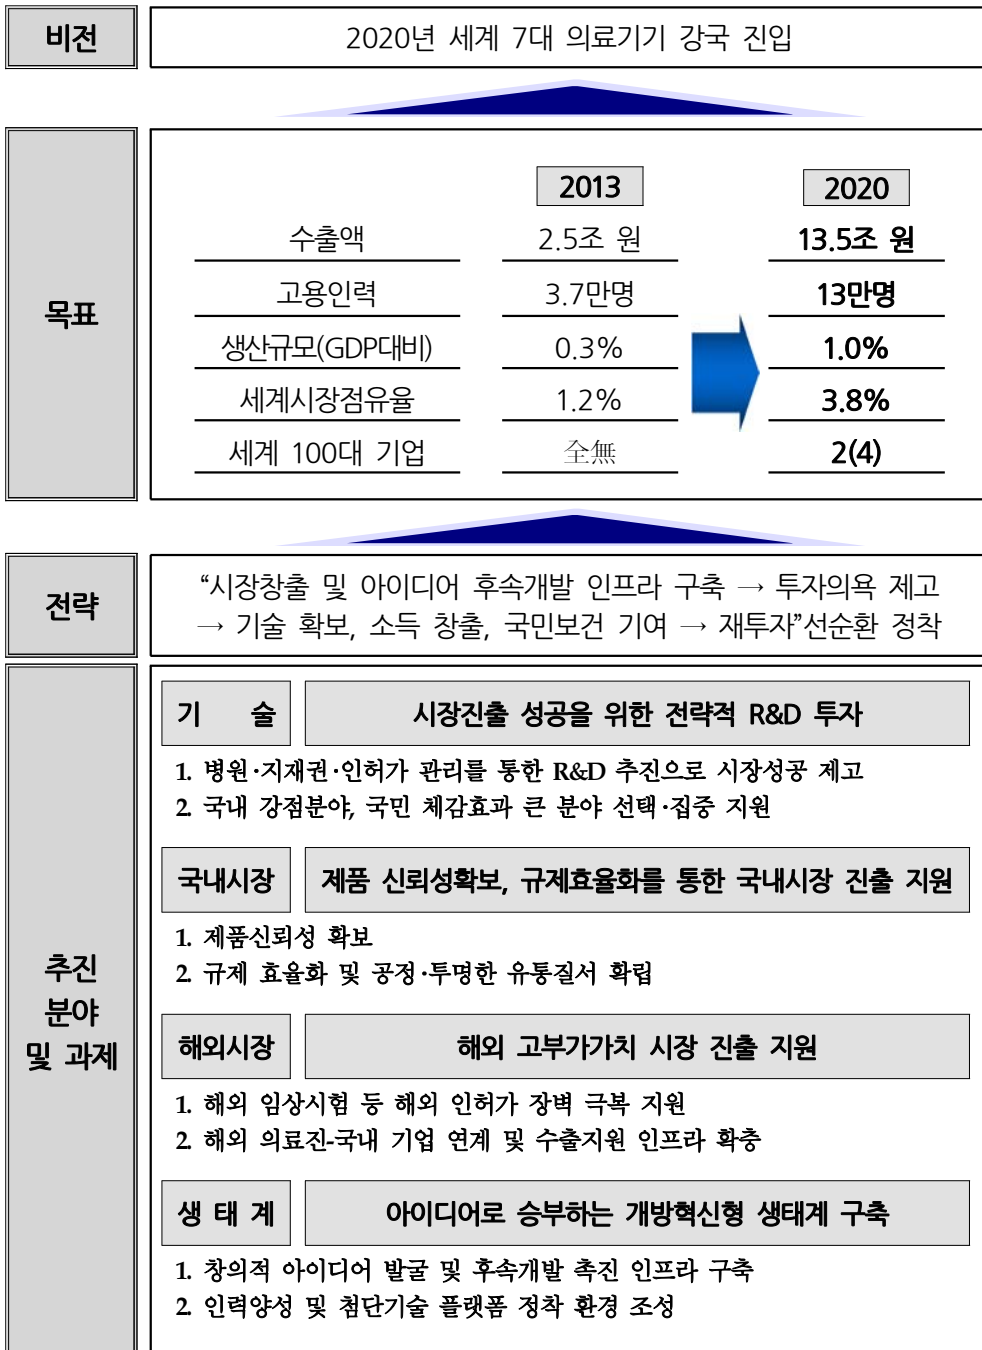 비전
2020년 세계 7대 의료기기 강국 진입
목표
2013 2020
수출액 2.5조 원 13.5조 원
고용인력 3.7만명 13만명
생산규모(GDP대비) 0.3% 1.0%
세계시장점유율 1.2% 3.8%
세계 100대 기업 全無 2(4)
전략
“시장창출 및 아이디어 후속개발 인프라 구축 → 투자의욕 제고
→ 기술 확보, 소득 창출, 국민보건 기여 → 재투자”선순환 정착
추진
분야
및 과제
기 술 시장진출 성공을 위한 전략적 R&D 투자
1. 병원·지재권·인허가 관리를 통한 R&D 추진으로 시장성공 제고
2. 국내 강점분야, 국민 체감효과 큰 분야 선택·집중 지원
국내시장 제품 신뢰성확보, 규제효율화를 통한 국내시장 진출 지원
1. 제품신뢰성 확보
2. 규제 효율화 및 공정·투명한 유통질서 확립
해외시장 해외 고부가가치 시장 진출 지원
1. 해외 임상시험 등 해외 인허가 장벽 극복 지원
2. 해외 의료진-국내 기업 연계 및 수출지원 인프라 확충
생 태 계 아이디어로 승부하는 개방혁신형 생태계 구축
1. 창의적 아이디어 발굴 및 후속개발 촉진 인프라 구축
2. 인력양성 및 첨단기술 플랫폼 정착 환경 조성